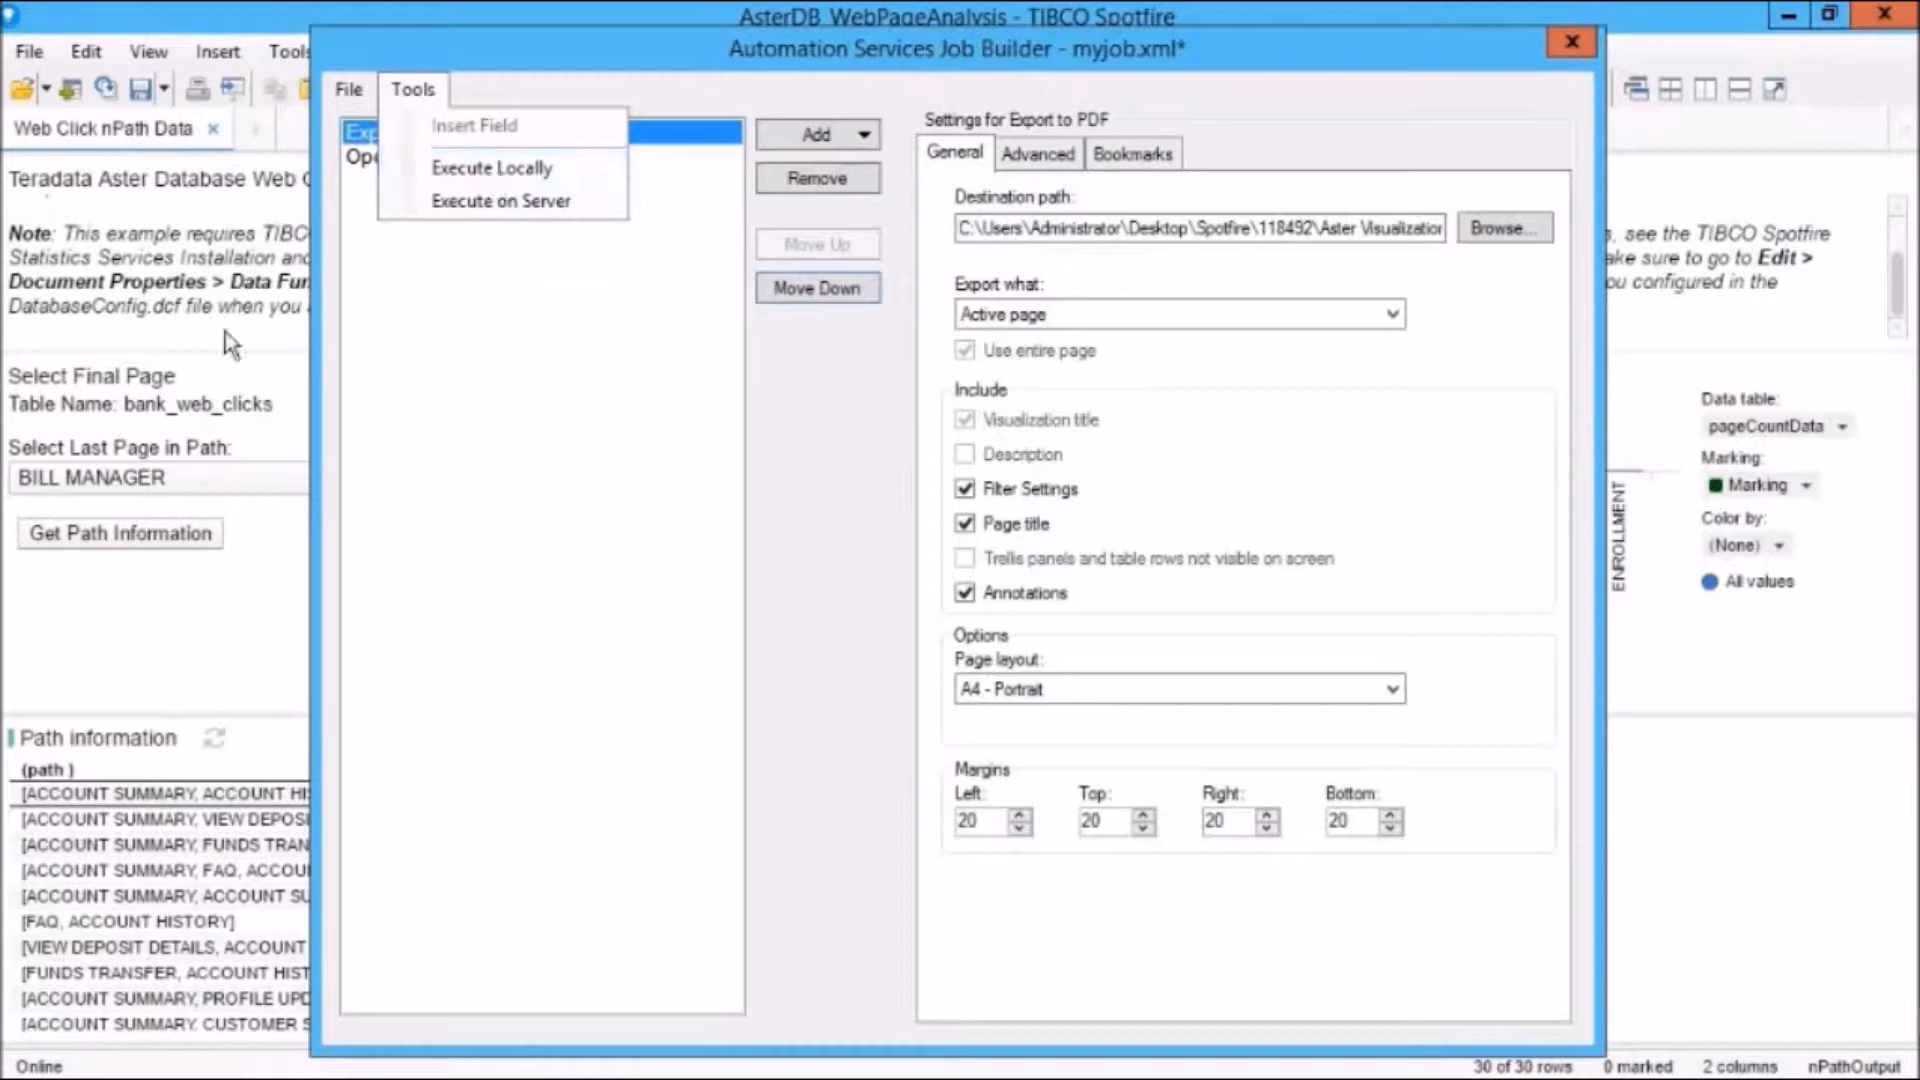 AsterDB_WebPageAnalysis - TIBCO Spotfire
File Edit View Insert Tools
Web Click nPath Data
Teradata Aster Database Web
Note: This example requires TIBC
Statistics Services Installation and
Document Properties > Data Fun
DatabaseConfig.dcf file when you
Select Final Page
Table Name: bank_web_clicks
Select Last Page in Path:
BILL MANAGER
Get Path Information
Path information
(path )
[ACCOUNT SUMMARY, ACCOUNT HI
[ACCOUNT SUMMARY, VIEW DEPOSI
[ACCOUNT SUMMARY, FUNDS TRAN
[ACCOUNT SUMMARY, FAQ, ACCOU
[ACCOUNT SUMMARY, ACCOUNT SU
[FAQ, ACCOUNT HISTORY]
[VIEW DEPOSIT DETAILS, ACCOUNT
[FUNDS TRANSFER, ACCOUNT HIST
[ACCOUNT SUMMARY, PROFILE UPD
[ACCOUNT SUMMARY, CUSTOMER S
Automation Services Job Builder - myjob.xml*
File Tools
Insert Field
Execute Locally
Execute on Server
Exp
Ope
Add
Remove
Move Up
Move Down
Settings for Export to PDF
General Advanced Bookmarks
Destination path:
C:\Users\Administrator\Desktop\Spotfire\118492\Aster Visualization
Browse...
Export what:
Active page
Use entire page
Include
Visualization title
Description
Filter Settings
Page title
Trellis panels and table rows not visible on screen
Annotations
Options
Page layout:
A4 - Portrait
Margins
Left: Top: Right: Bottom:
20 20 20 20
s, see the TIBCO Spotfire
ake sure to go to Edit >
ou configured in the
ENROLLMENT
Data table:
pageCountData
Marking:
Marking
Color by:
(None)
All values
Online 30 of 30 rows 0 marked 2 columns nPathOutput